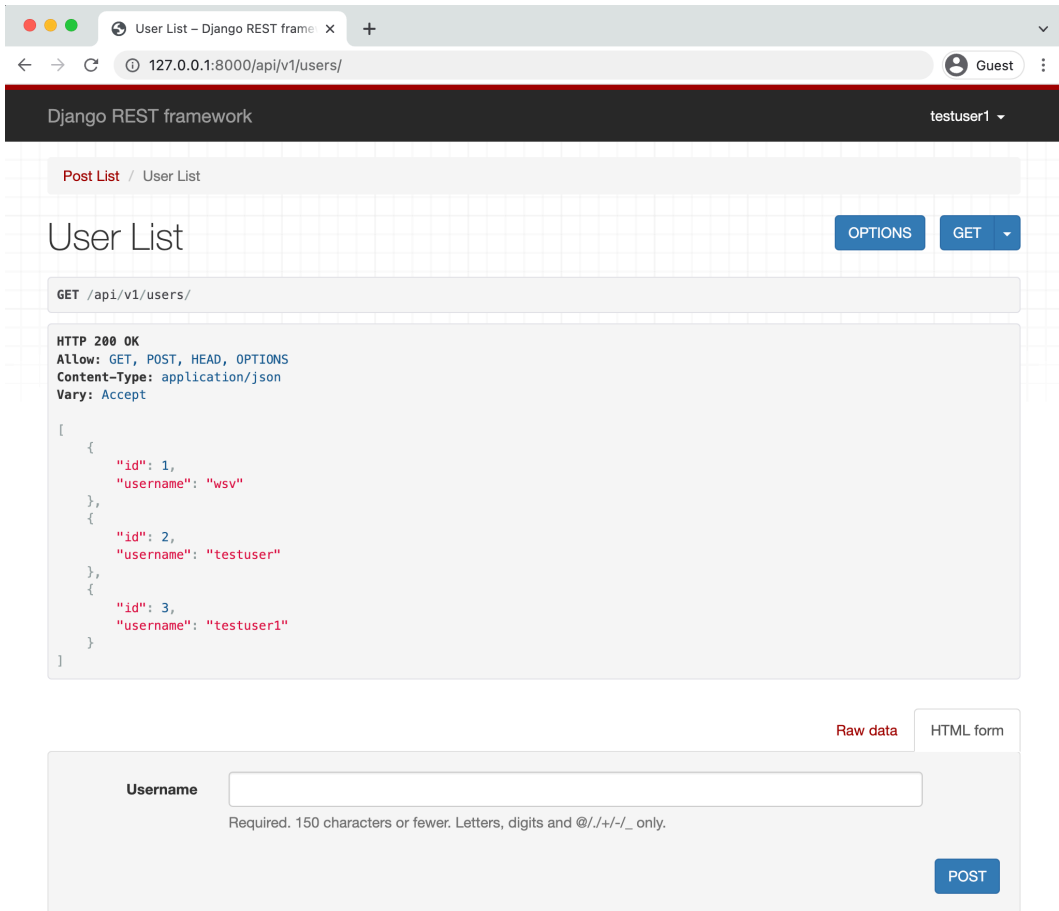 User List – Django REST frame
127.0.0.1:8000/api/v1/users/
Guest
Django REST framework
testuser1
Post List / User List
User List
OPTIONS
GET
GET /api/v1/users/
HTTP 200 OK
Allow: GET, POST, HEAD, OPTIONS
Content-Type: application/json
Vary: Accept
[
    {
        "id": 1,
        "username": "wsv"
    },
    {
        "id": 2,
        "username": "testuser"
    },
    {
        "id": 3,
        "username": "testuser1"
    }
]
Raw data
HTML form
Username
Required. 150 characters or fewer. Letters, digits and @/./+/-/_ only.
POST